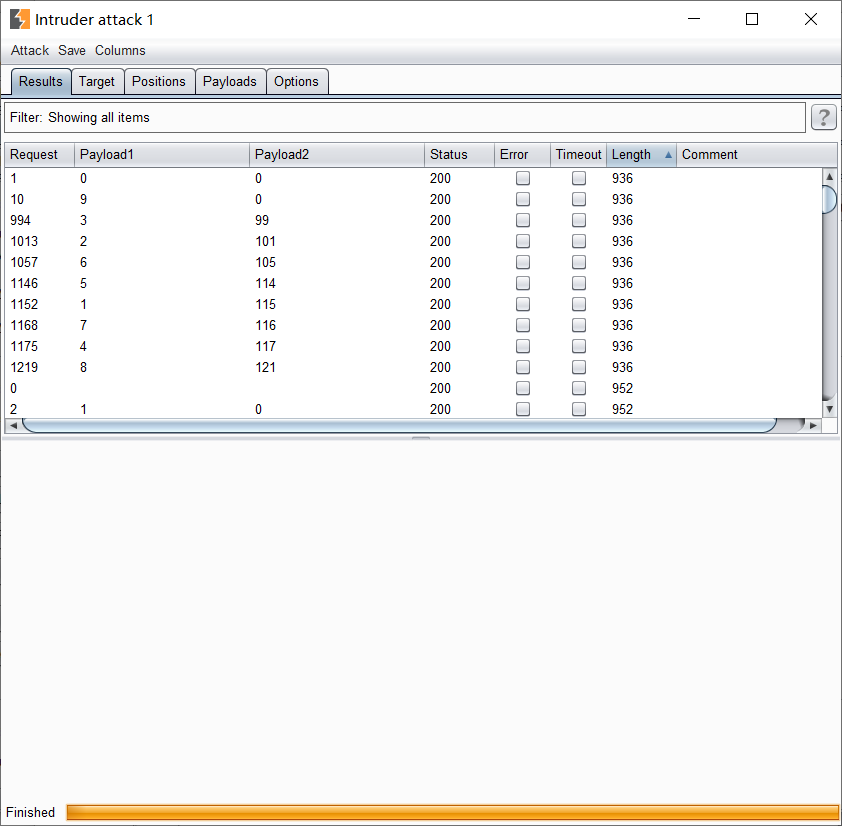 Intruder attack 1
Attack Save Columns
Results Target Positions Payloads Options
Filter: Showing all items ?
Request Payload1 Payload2 Status Error Timeout Length Comment
1 0 0 200 936
10 9 0 200 936
994 3 99 200 936
1013 2 101 200 936
1057 6 105 200 936
1146 5 114 200 936
1152 1 115 200 936
1168 7 116 200 936
1175 4 117 200 936
1219 8 121 200 936
0 200 952
2 1 0 200 952
Finished